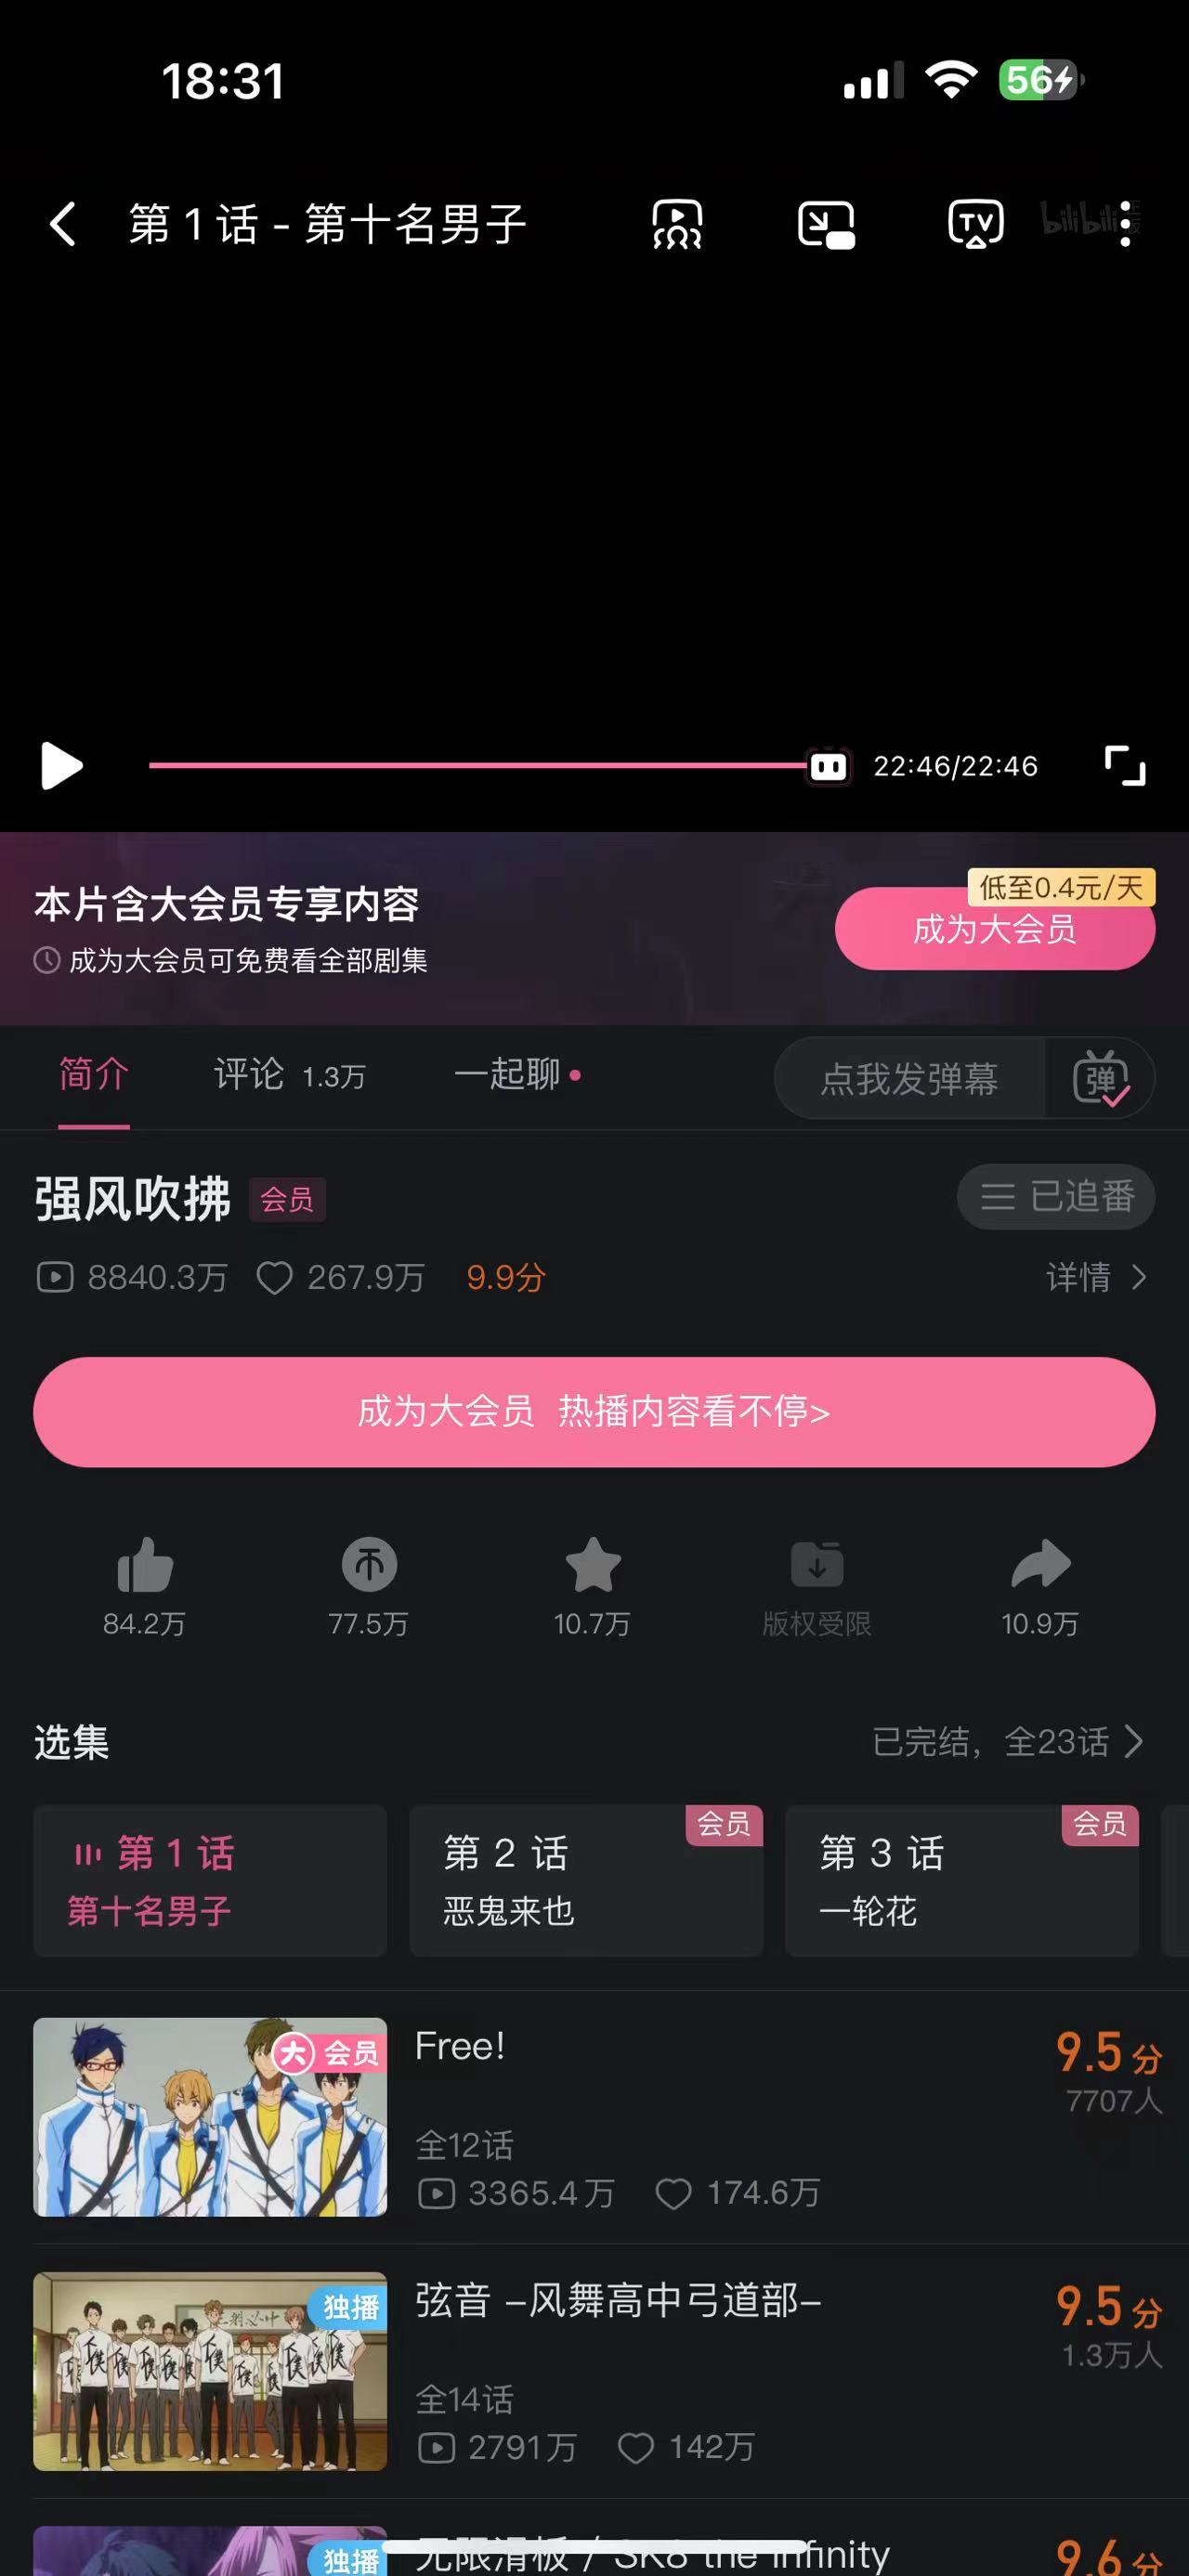 18:31
56
第1话 - 第十名男子
TV
bilibili
22:46/22:46
低至0.4元/天
本片含大会员专享内容
成为大会员
成为大会员可免费看全部剧集
简介
评论 1.3万
一起聊
点我发弹幕
弹
强风吹拂
会员
已追番
8840.3万
267.9万
9.9分
详情
成为大会员 热播内容看不停>
84.2万
77.5万
10.7万
版权受限
10.9万
选集
已完结，全23话
第 1 话
第十名男子
会员
第 2 话
恶鬼来也
会员
第 3 话
一轮花
大 会员
Free!
9.5分
7707人
全12话
3365.4万
174.6万
独播
弦音 -风舞高中弓道部-
9.5分
1.3万人
全14话
2791万
142万
独播
无限滑板 / SK8 the Infinity
9.6分